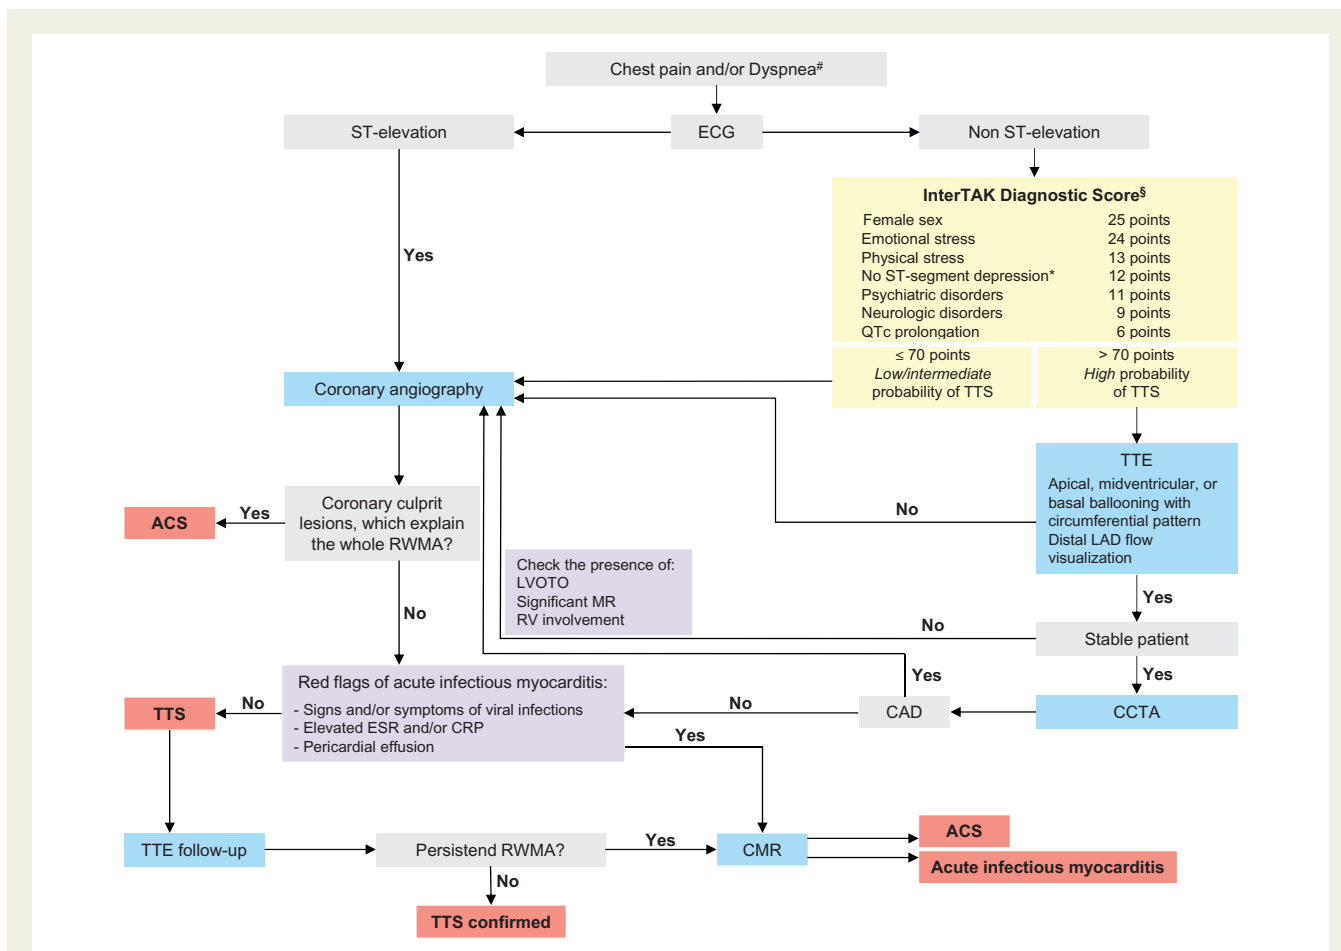 Chest pain and/or Dyspnea#
ST-elevation
ECG
Non ST-elevation
InterTAK Diagnostic Score§
Female sex 25 points
Emotional stress 24 points
Physical stress 13 points
No ST-segment depression* 12 points
Psychiatric disorders 11 points
Neurologic disorders 9 points
QTc prolongation 6 points
Yes
≤ 70 points
Low/intermediate
probability of TTS
> 70 points
High probability
of TTS
Coronary angiography
TTE
Apical, midventricular, or
basal ballooning with
circumferential pattern
Distal LAD flow
visualization
No
Coronary culprit
lesions, which explain
the whole RWMA?
Yes
ACS
Check the presence of:
LVOTO
Significant MR
RV involvement
Yes
No
No
Stable patient
Yes
Yes
Red flags of acute infectious myocarditis:
- Signs and/or symptoms of viral infections
- Elevated ESR and/or CRP
- Pericardial effusion
No
TTS
No
CAD
CCTA
Yes
TTE follow-up
Persistend RWMA?
Yes
CMR
ACS
Acute infectious myocarditis
No
TTS confirmed